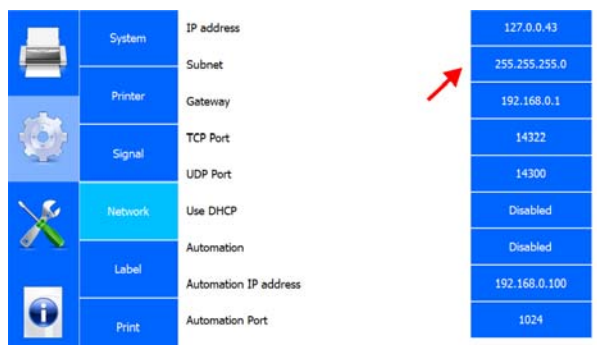 System
Printer
Signal
Network
Label
Print
IP address 127.0.0.43
Subnet 255.255.255.0
Gateway 192.168.0.1
TCP Port 14322
UDP Port 14300
Use DHCP Disabled
Automation Disabled
Automation IP address 192.168.0.100
Automation Port 1024